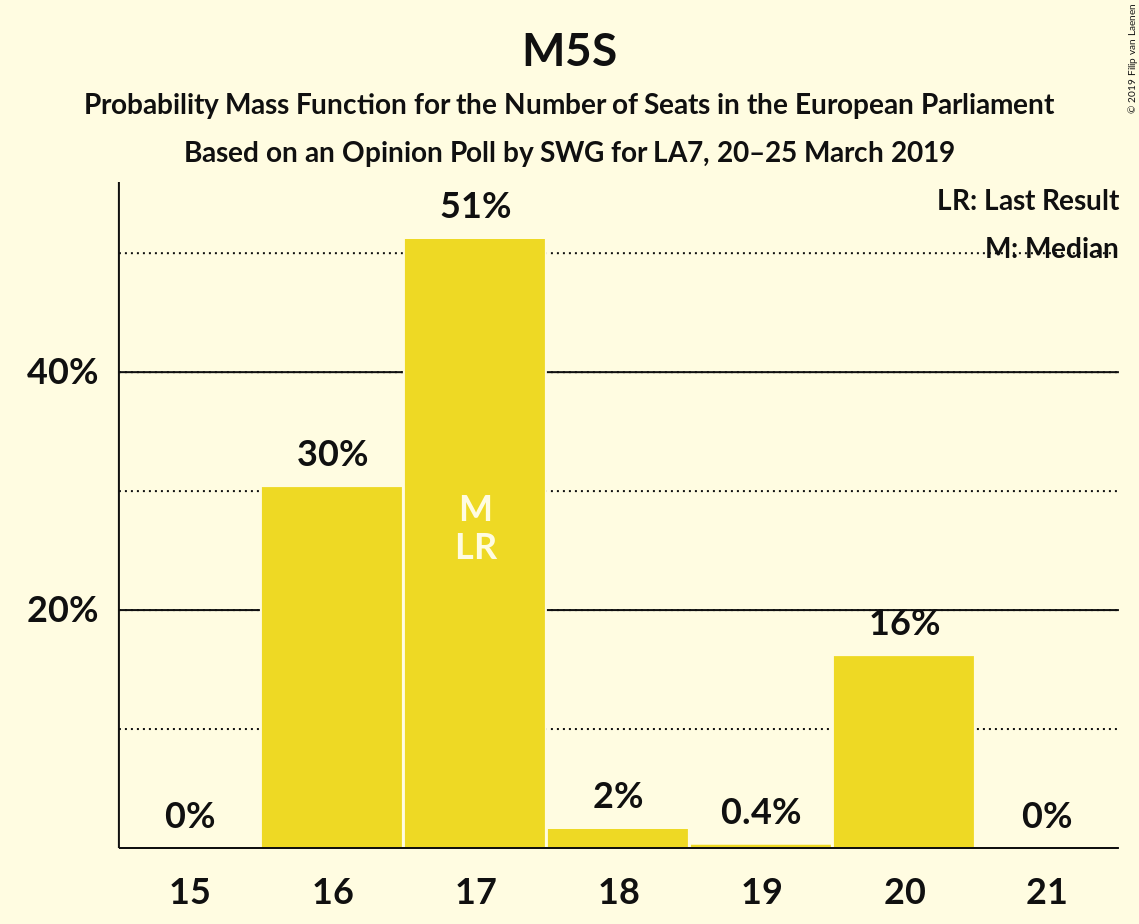 M5S
Probability Mass Function for the Number of Seats in the European Parliament
Based on an Opinion Poll by SWG for LA7, 20–25 March 2019
© 2019 Filip van Laenen
LR: Last Result
M: Median
51%
40%
30%
M
LR
20%
16%
2%
0.4%
0%
0%
15 16 17 18 19 20 21